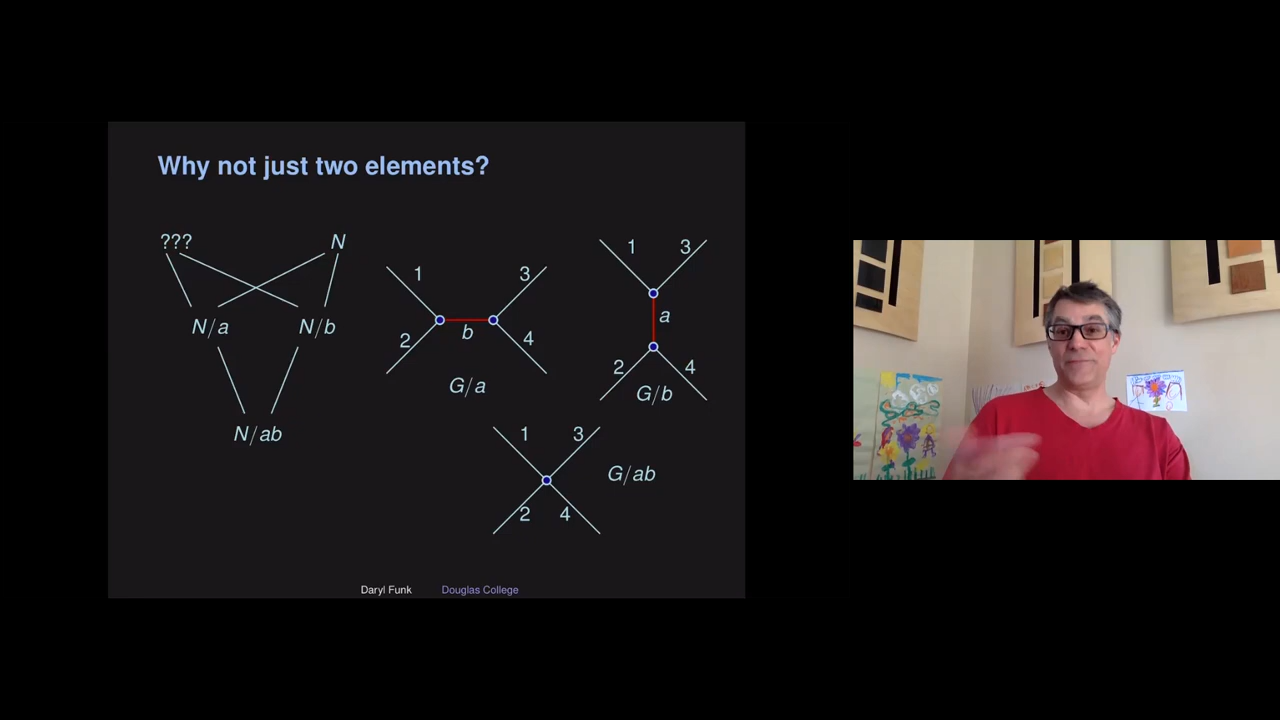 Why not just two elements?
???
N
N/a
N/b
N/ab
1
3
2
b
4
G/a
1
3
a
2
4
G/b
1
3
2
4
G/ab
Daryl Funk Douglas College